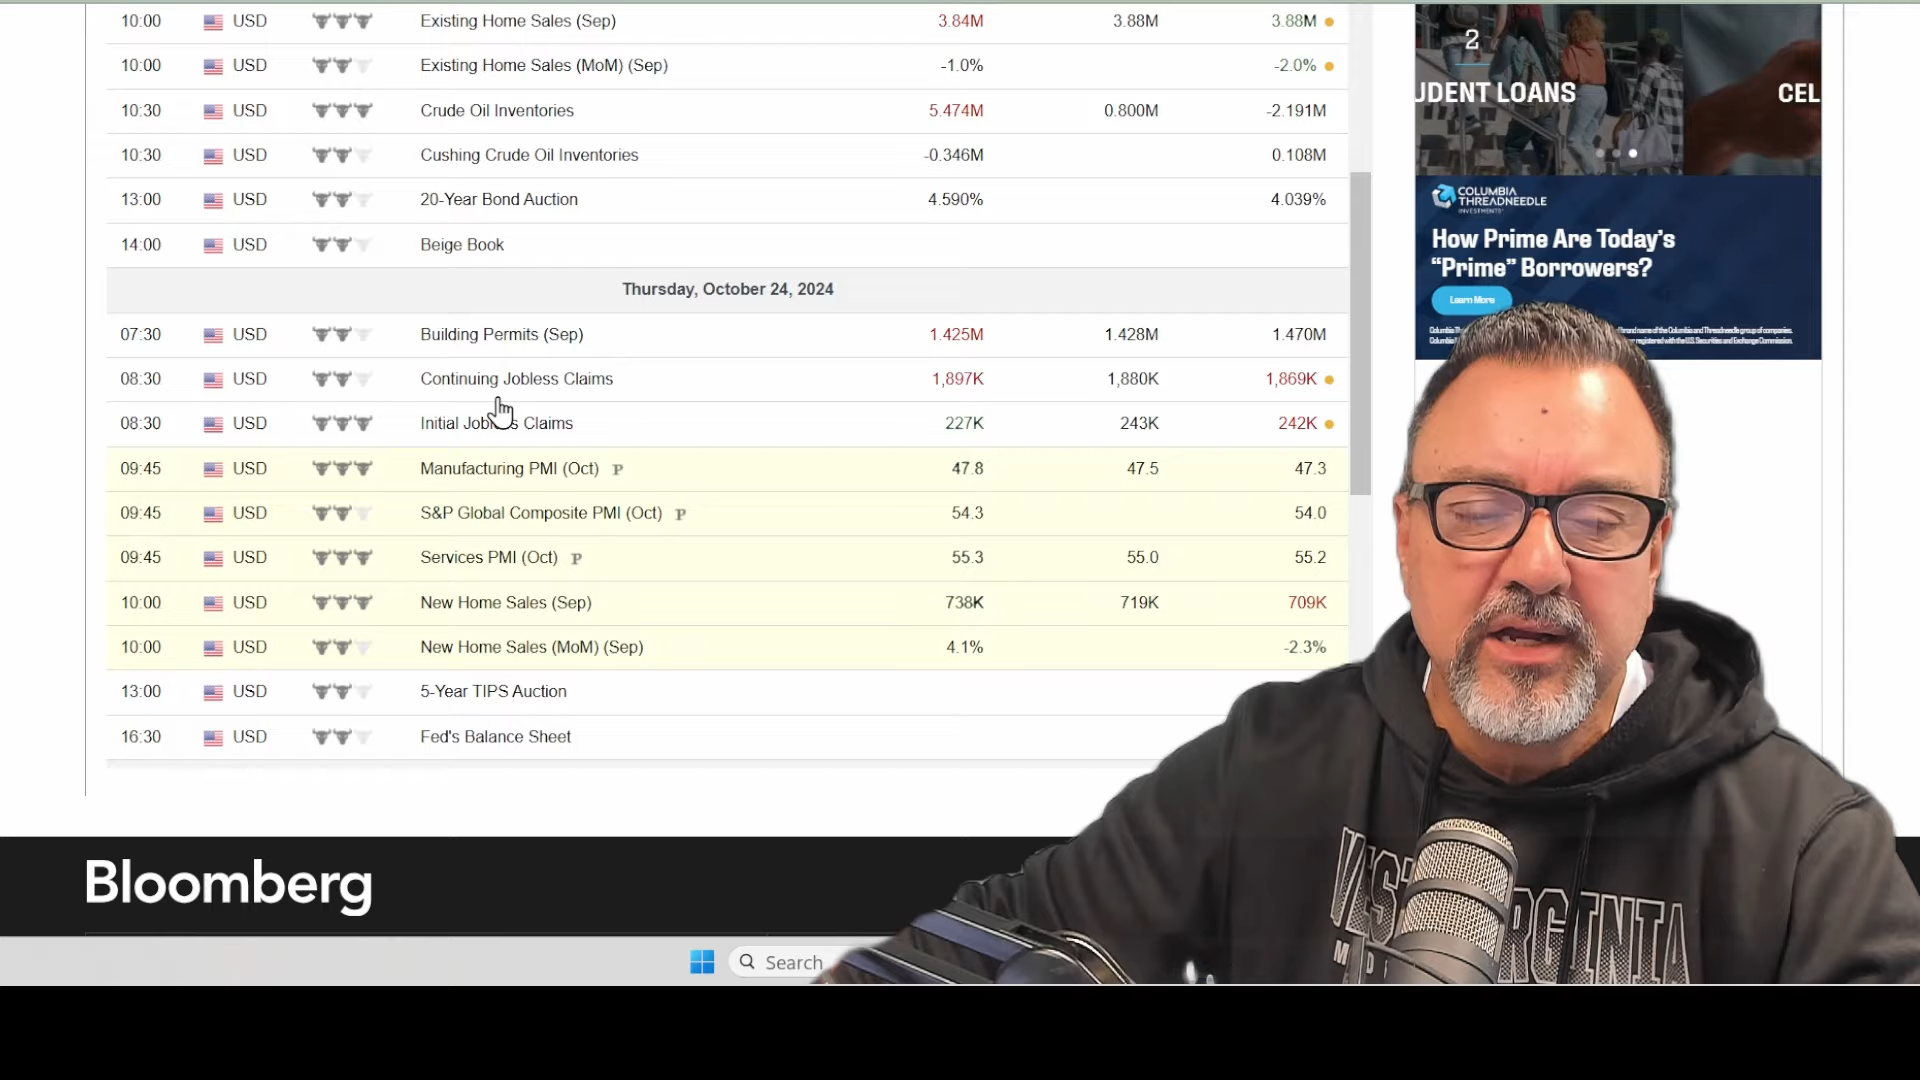 10:00 USD Existing Home Sales (Sep) 3.84M 3.88M 3.88M
10:00 USD Existing Home Sales (MoM) (Sep) -1.0% -2.0%
10:30 USD Crude Oil Inventories 5.474M 0.800M -2.191M
10:30 USD Cushing Crude Oil Inventories -0.346M 0.108M
13:00 USD 20-Year Bond Auction 4.590% 4.039%
14:00 USD Beige Book
Thursday, October 24, 2024
07:30 USD Building Permits (Sep) 1.425M 1.428M 1.470M
08:30 USD Continuing Jobless Claims 1,897K 1,880K 1,869K
08:30 USD Initial Claims 227K 243K 242K
09:45 USD Manufacturing PMI (Oct) P 47.8 47.5 47.3
09:45 USD S&P Global Composite PMI (Oct) P 54.3 54.0
09:45 USD Services PMI (Oct) P 55.3 55.0 55.2
10:00 USD New Home Sales (Sep) 738K 719K 709K
10:00 USD New Home Sales (MoM) (Sep) 4.1% -2.3%
13:00 USD 5-Year TIPS Auction
16:30 USD Fed's Balance Sheet
2
UDENT LOANS
CEL
COLUMBIA
THREADNEEDLE
INVESTMENTS
How Prime Are Today's
"Prime" Borrowers?
Learn More
Bloomberg
Search